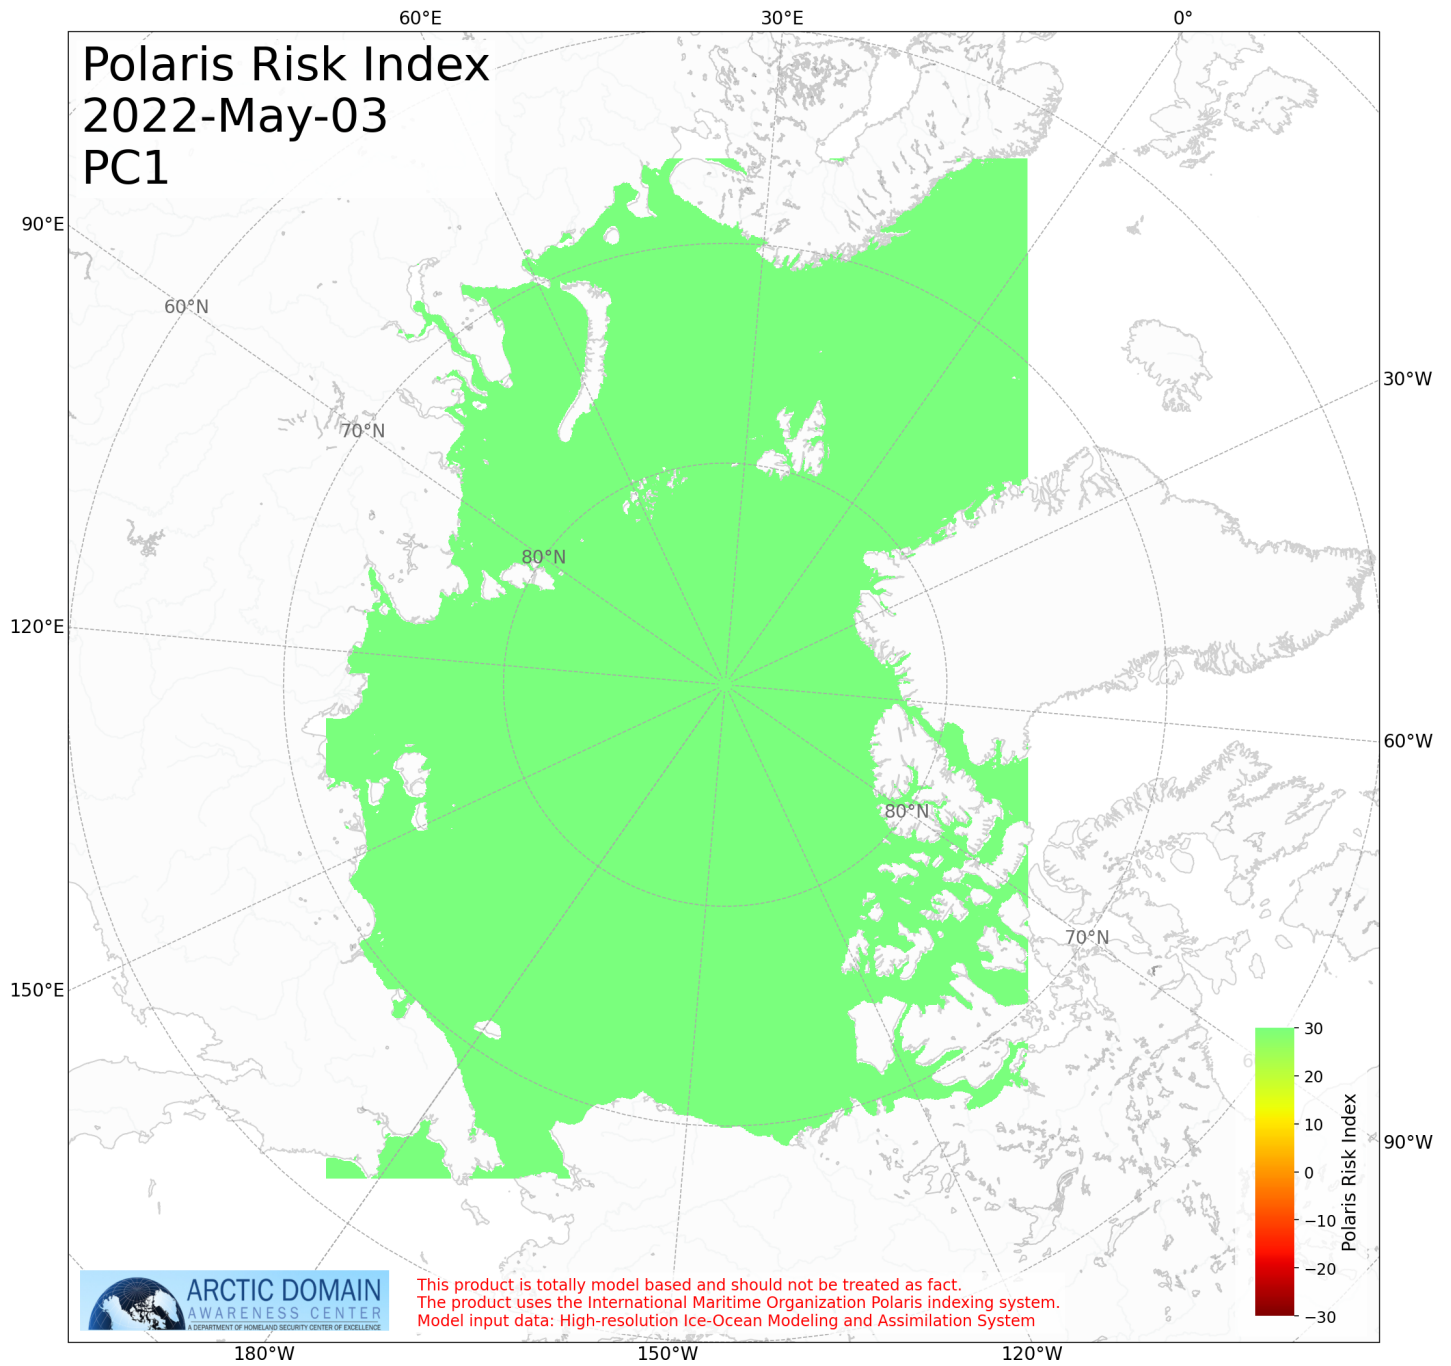 60°E
30°E
0°
Polaris Risk Index
2022-May-03
PC1
90°E
60°N
30°W
70°N
80°N
120°E
60°W
80°N
70°N
150°E
30
20
10
0
−10
−20
−30
Polaris Risk Index
90°W
ARCTIC DOMAIN
AWARENESS CENTER
A DEPARTMENT OF HOMELAND SECURITY CENTER OF EXCELLENCE
This product is totally model based and should not be treated as fact.
The product uses the International Maritime Organization Polaris indexing system.
Model input data: High-resolution Ice-Ocean Modeling and Assimilation System
180°W
150°W
120°W